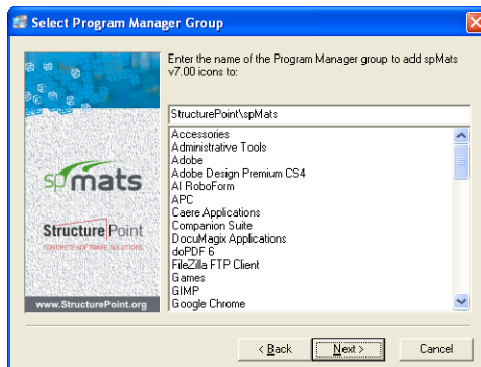 Select Program Manager Group
Enter the name of the Program Manager group to add spMats
v7.00 icons to:
StructurePoint\spMats
Accessories
Administrative Tools
Adobe
Adobe Design Premium CS4
AI RoboForm
APC
Caere Applications
Companion Suite
DocuMagix Applications
doPDF 6
FileZilla FTP Client
Games
GIMP
Google Chrome
spmats
StructurePoint
CONCRETE SOFTWARE SOLUTIONS
www.StructurePoint.org
< Back
Next >
Cancel